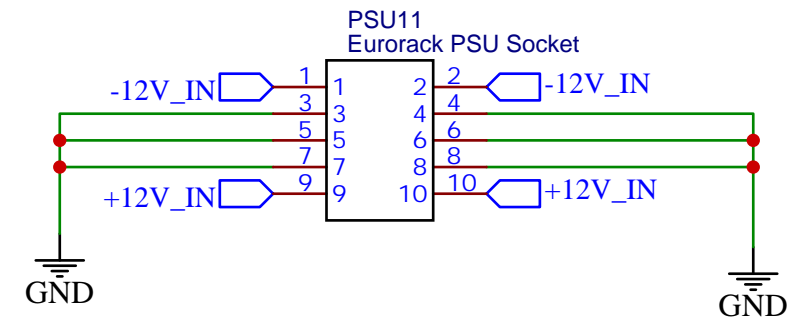 PSU11
Eurorack PSU Socket
-12V_IN 1 1 2 2 -12V_IN
3 3 4 4
5 5 6 6
7 7 8 8
+12V_IN 9 9 10 10 +12V_IN
GND GND